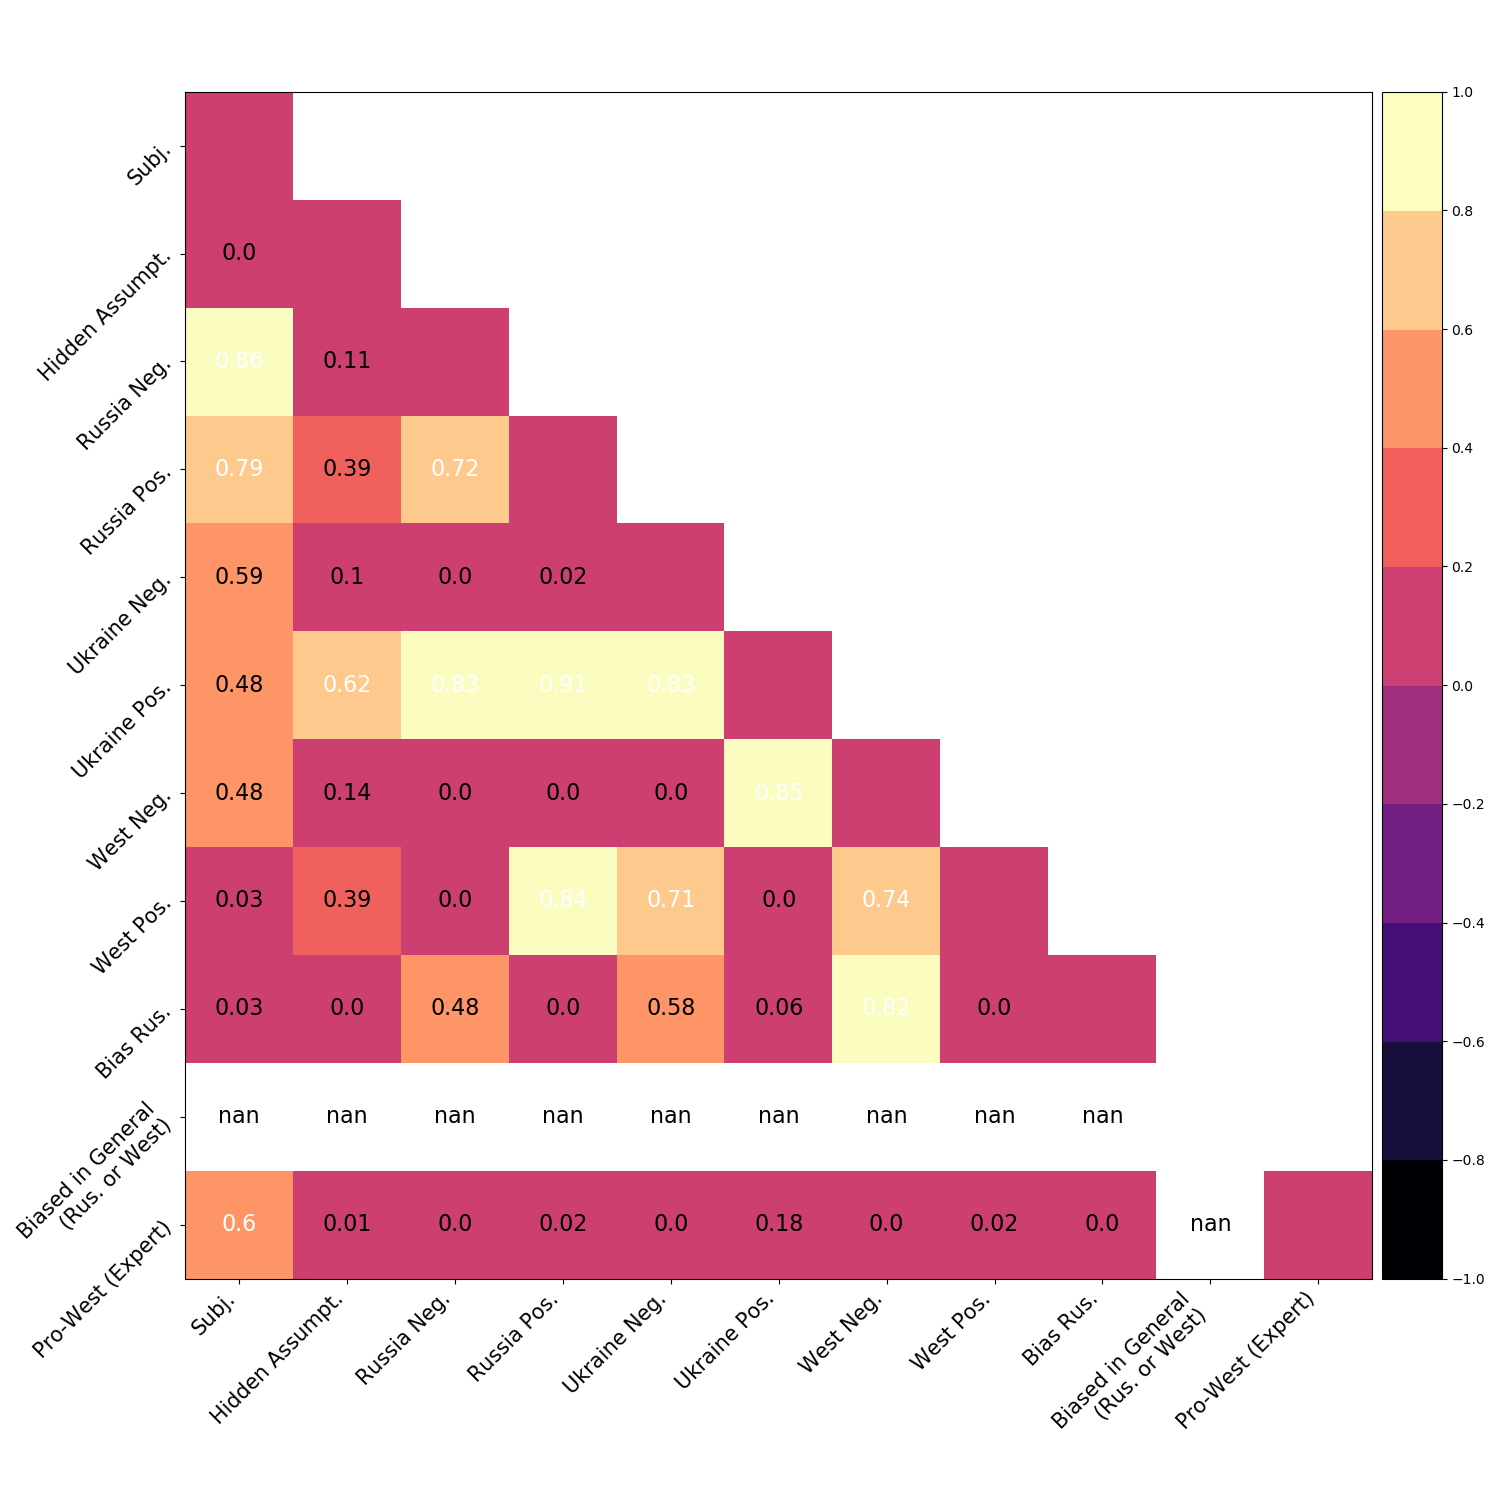 Subj.
Hidden Assumpt.
0.0
Russia Neg.
0.86 0.11
Russia Pos.
0.79 0.39 0.72
Ukraine Neg.
0.59 0.1 0.0 0.02
Ukraine Pos.
0.48 0.62 0.83 0.91 0.83
West Neg.
0.48 0.14 0.0 0.0 0.0 0.85
West Pos.
0.03 0.39 0.0 0.84 0.71 0.0 0.74
Bias Rus.
0.03 0.0 0.48 0.0 0.58 0.06 0.82 0.0
Biased in General
(Rus. or West)
nan nan nan nan nan nan nan nan nan
Pro-West (Expert)
0.6 0.01 0.0 0.02 0.0 0.18 0.0 0.02 0.0 nan
Subj.
Hidden Assumpt.
Russia Neg.
Russia Pos.
Ukraine Neg.
Ukraine Pos.
West Neg.
West Pos.
Bias Rus.
Biased in General
(Rus. or West)
Pro-West (Expert)
1.0
0.8
0.6
0.4
0.2
0.0
−0.2
−0.4
−0.6
−0.8
−1.0